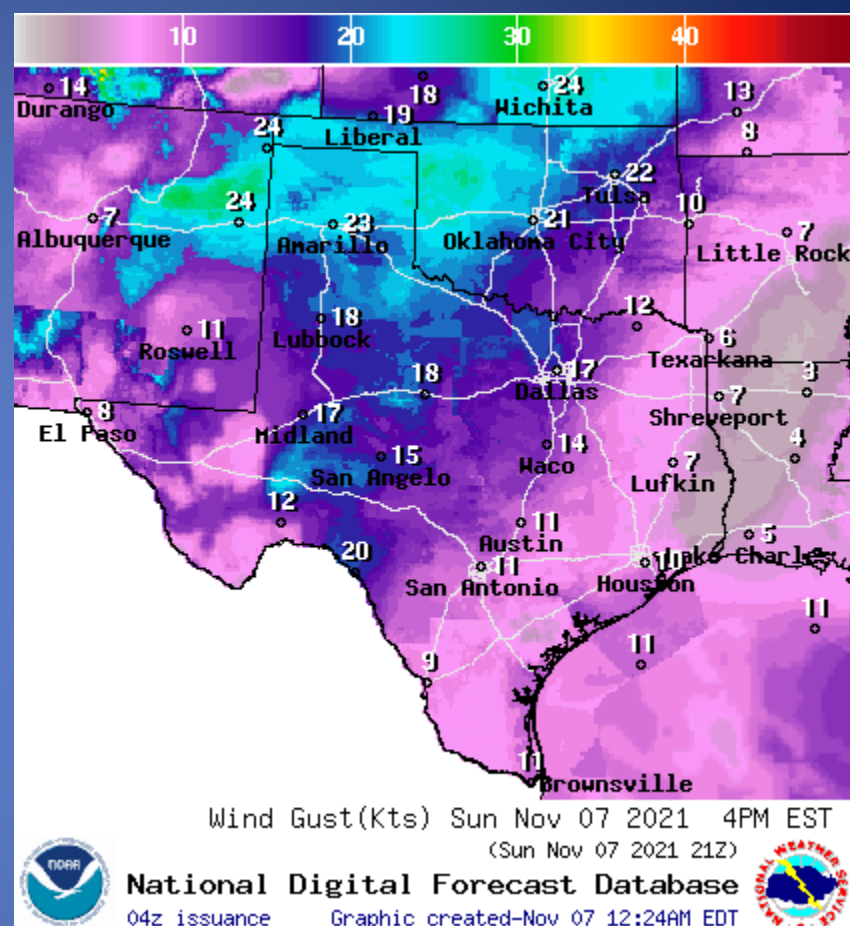 10 20 30 40
14 18 24 13
Durango Wichita
19 8
24 Liberal
22
Tulsa
24 23 21 10 7
7
Albuquerque Amarillo Oklahoma City Little Rock
11 18 12 6
Roswell Lubbock Texarkana
18 17 7 3
Dallas
8 17 Shreveport
El Paso Midland
15 14 7 4
San Angelo Waco Lufkin
12 11 5
Austin Lake Charles
20 11 10
San Antonio Houston
11 11
9
11
Brownsville
Wind Gust(Kts) Sun Nov 07 2021 4PM EST
(Sun Nov 07 2021 21Z)
National Digital Forecast Database
04z issuance Graphic created-Nov 07 12:24AM EDT
NOAA
NATIONAL WEATHER SERVICE